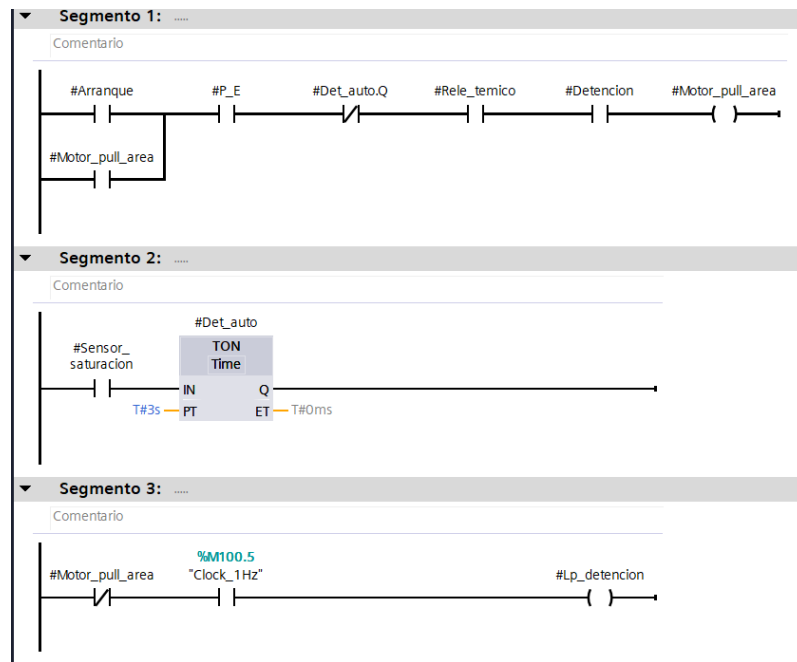 Segmento 1: .....
Comentario
#Arranque #P_E #Det_auto.Q #Rele_temico #Detencion #Motor_pull_area
#Motor_pull_area
Segmento 2: .....
Comentario
#Det_auto
#Sensor_
saturacion
TON
Time
IN Q
T#3s PT ET T#0ms
Segmento 3: .....
Comentario
%M100.5
#Motor_pull_area "Clock_1Hz" #Lp_detencion